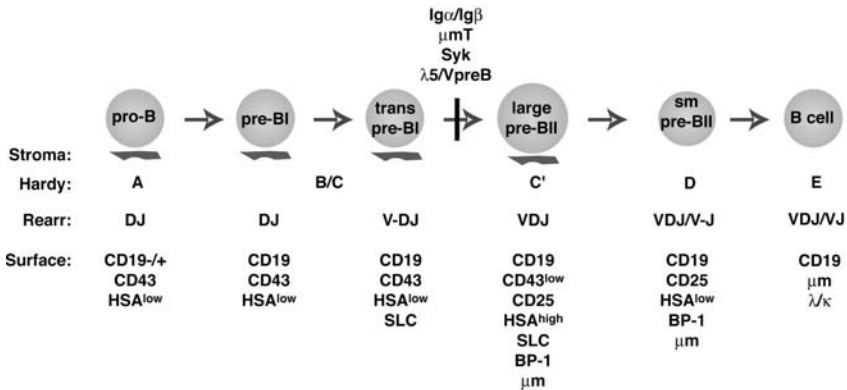 Igα/Igβ
μmT
Syk
λ5/VpreB
pro-B pre-BI trans pre-BI large pre-BII sm pre-BII B cell
Stroma:
Hardy: A B/C C' D E
Rearr: DJ DJ V-DJ VDJ VDJ/V-J VDJ/VJ
Surface: CD19-/+ CD19 CD19 CD19 CD19 CD19
CD43 CD43 CD43 CD43low CD25 μm
HSAlow HSAlow HSAlow CD25 HSAlow λ/κ
SLC HSAhigh BP-1
SLC μm
BP-1
μm